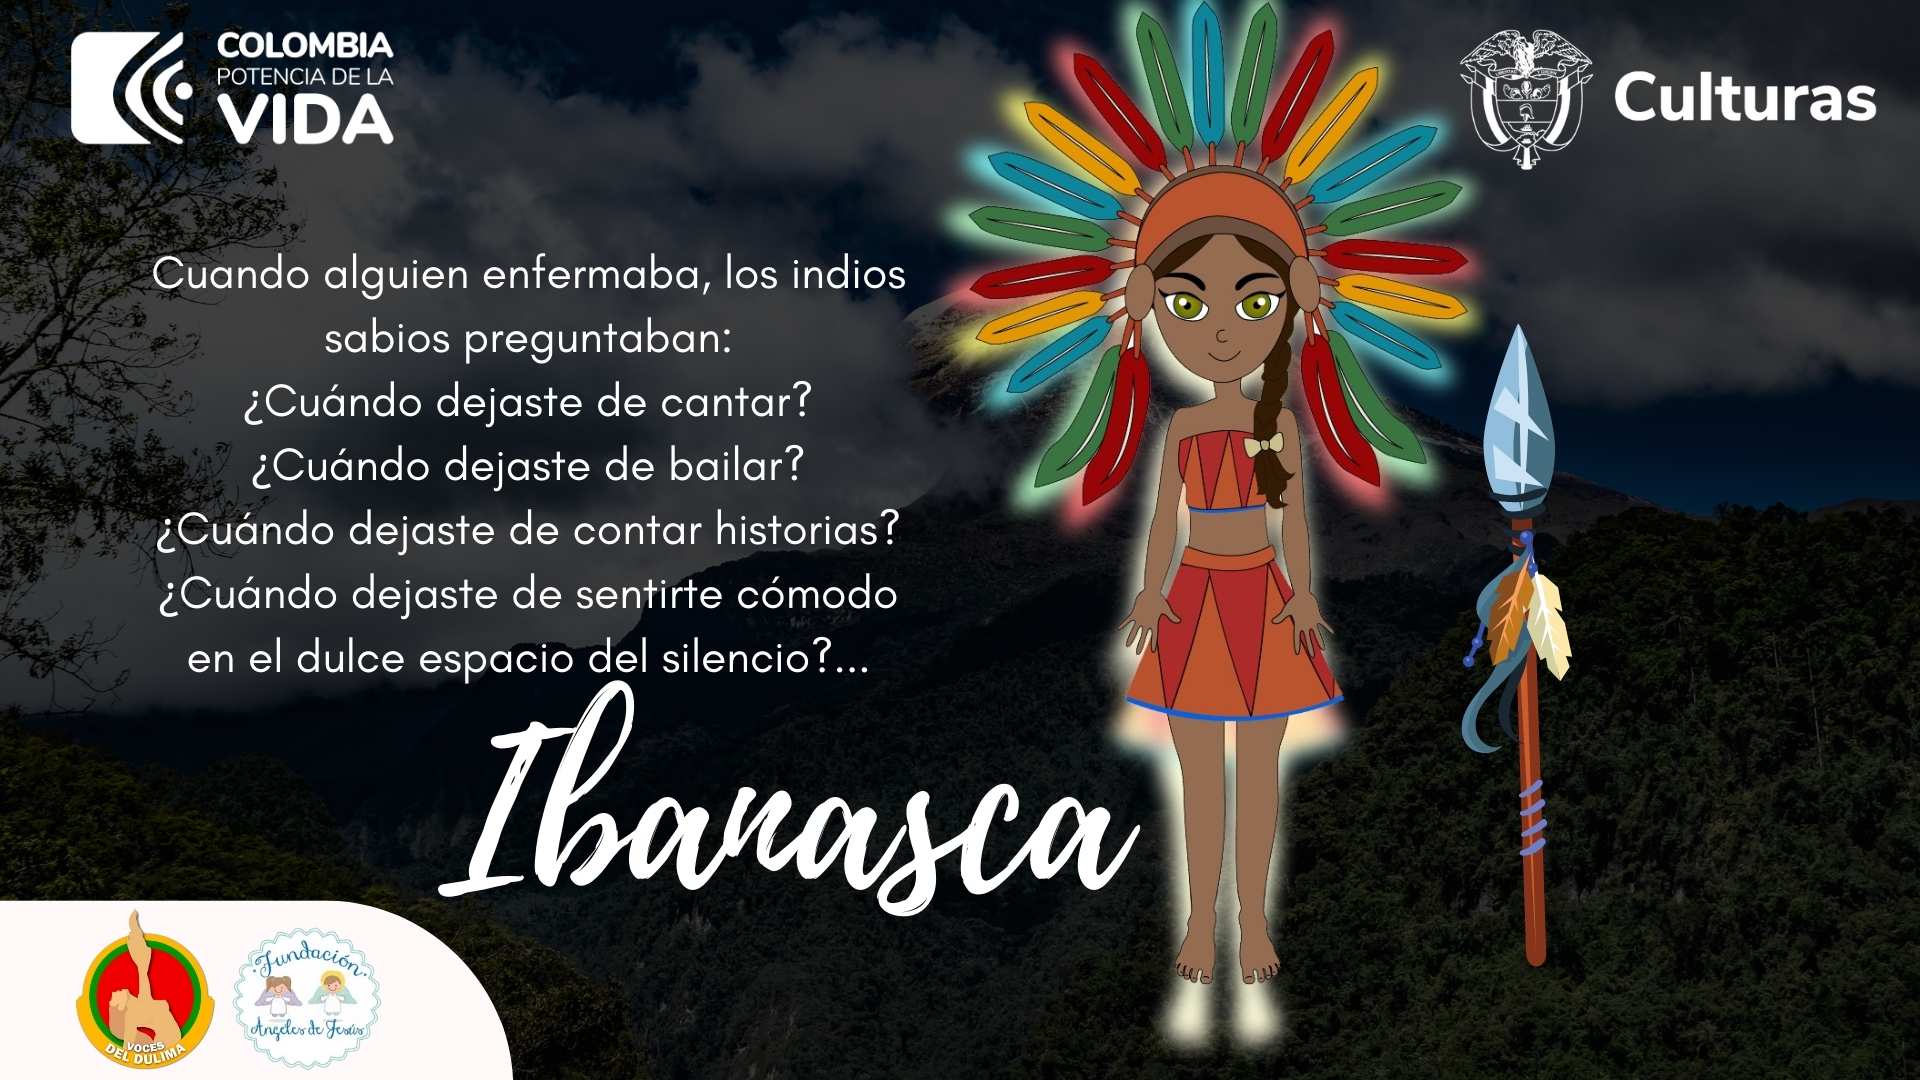 COLOMBIA
POTENCIA DE LA
VIDA
Culturas
Cuando alguien enfermaba, los indios
sabios preguntaban:
¿Cuándo dejaste de cantar?
¿Cuándo dejaste de bailar?
¿Cuándo dejaste de contar historias?
¿Cuándo dejaste de sentirte cómodo
en el dulce espacio del silencio?...
Ibanasca
VOCES
DEL DULIMA
Fundación
Angeles de Jesús